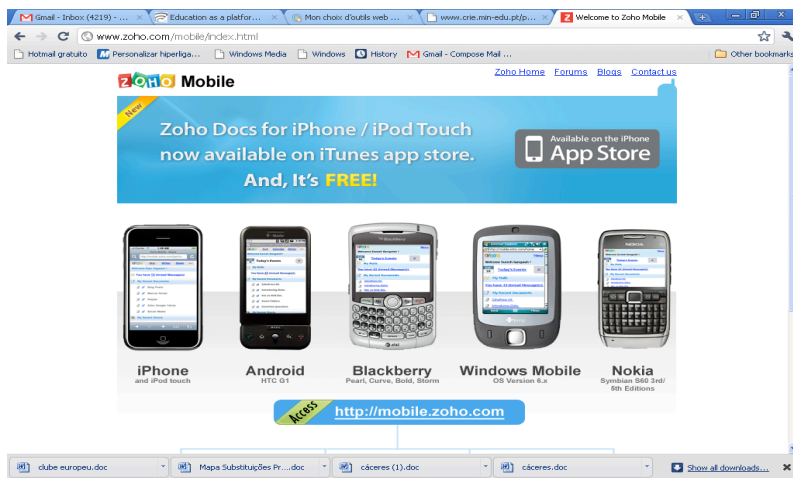 Gmail - Inbox (4219) - ...
Education as a platfor...
Mon choix d'outils web ...
www.crie.min-edu.pt/p...
Welcome to Zoho Mobile
www.zoho.com/mobile/index.html
Hotmail gratuito
Personalizar hiperliga...
Windows Media
Windows
History
Gmail - Compose Mail ...
Other bookmarks
ZOHO Mobile
Zoho Home Forums Blogs Contact us
New
Zoho Docs for iPhone / iPod Touch
now available on iTunes app store.
And, It's FREE!
Available on the iPhone
App Store
iPhone
and iPod touch
Android
HTC G1
Blackberry
Pearl, Curve, Bold, Storm
Windows Mobile
OS Version 6.x
Nokia
Symbian S60 3rd/
5th Editions
Access http://mobile.zoho.com
clube europeu.doc
Mapa Substituições Pr....doc
cáceres (1).doc
cáceres.doc
Show all downloads...